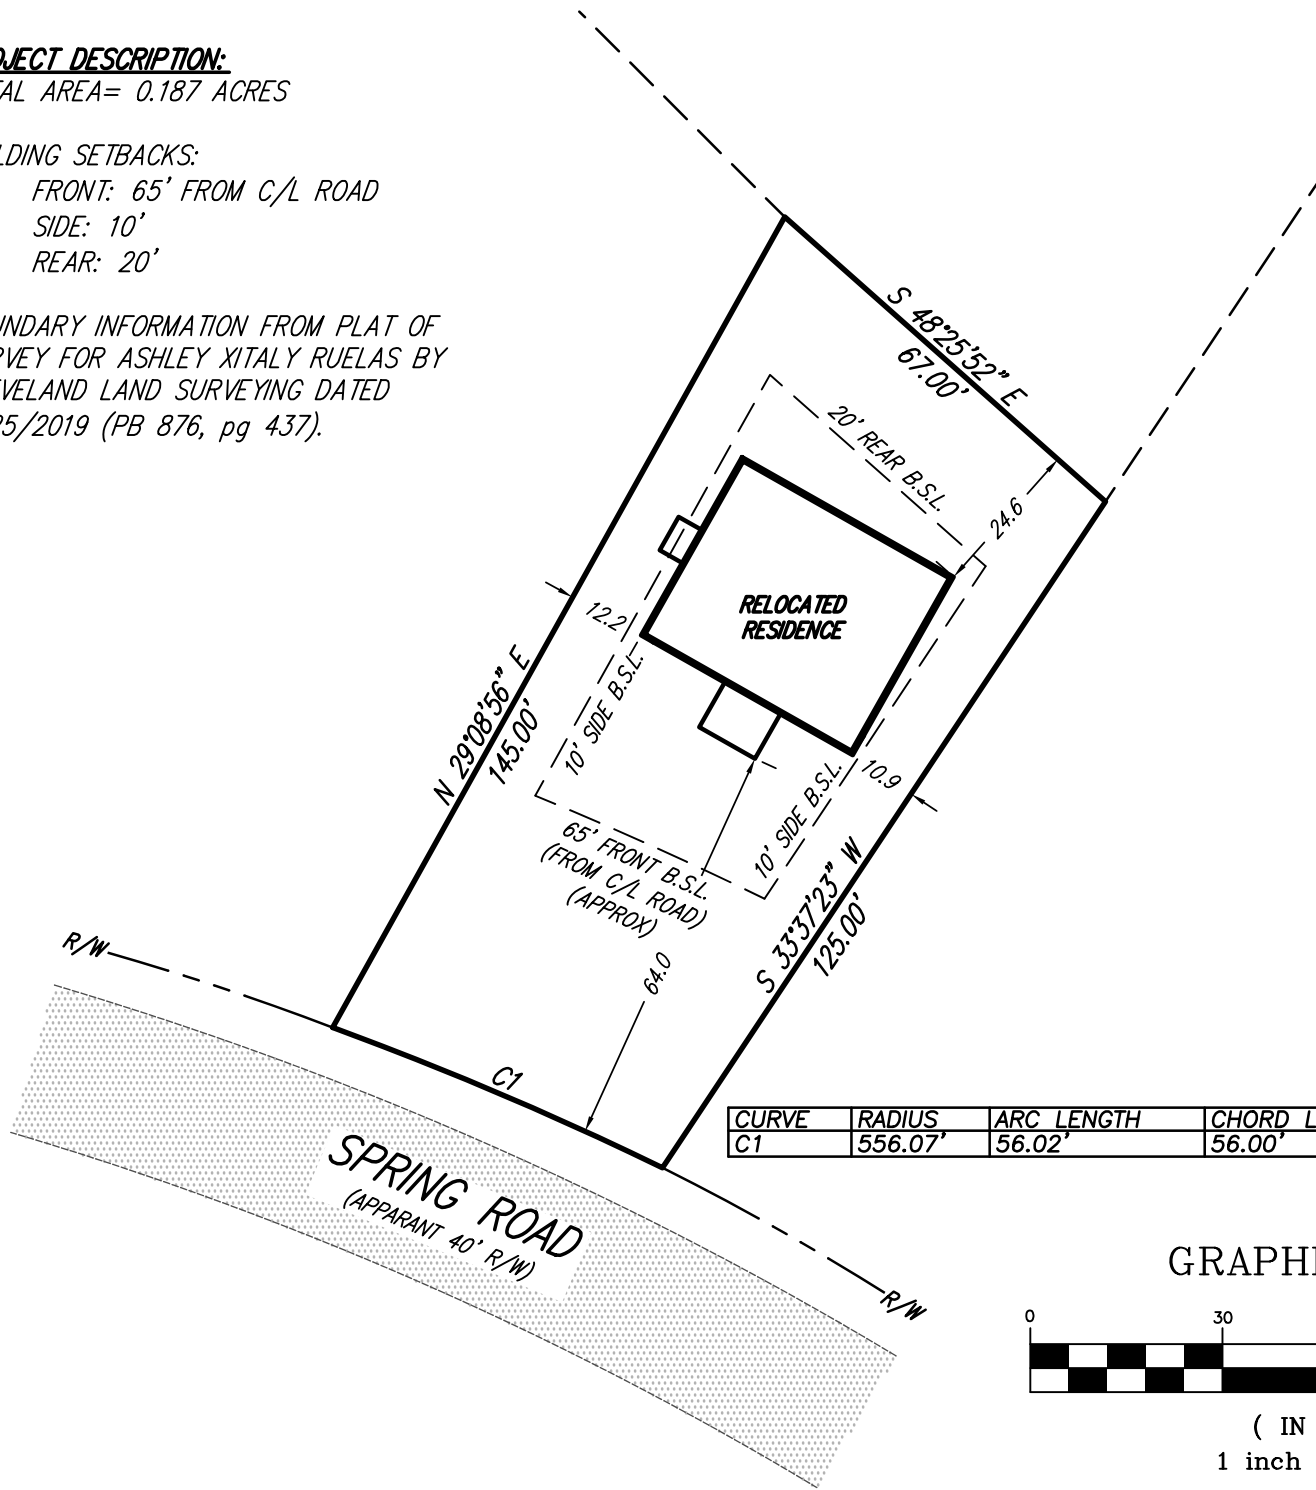 OJECT DESCRIPTION:
AL AREA= 0.187 ACRES
LDING SETBACKS:
FRONT: 65' FROM C/L ROAD
SIDE: 10'
REAR: 20'
UNDARY INFORMATION FROM PLAT OF
RVEY FOR ASHLEY XITALY RUELAS BY
EVELAND LAND SURVEYING DATED
25/2019 (PB 876, pg 437).
S 48°25'52" E
67.00'
20' REAR B.S.L.
24.6
RELOCATED
RESIDENCE
12.2
N 29°08'56" E
145.00'
10' SIDE B.S.L.
10.9
10' SIDE B.S.L.
65' FRONT B.S.L.
(FROM C/L ROAD)
(APPROX)
S 33°37'23" W
125.00'
64.0
R/W
C1
CURVE RADIUS ARC LENGTH CHORD L
C1 556.07' 56.02' 56.00'
SPRING ROAD
(APPARANT 40' R/W)
R/W
GRAPHI
0 30
( IN
1 inch